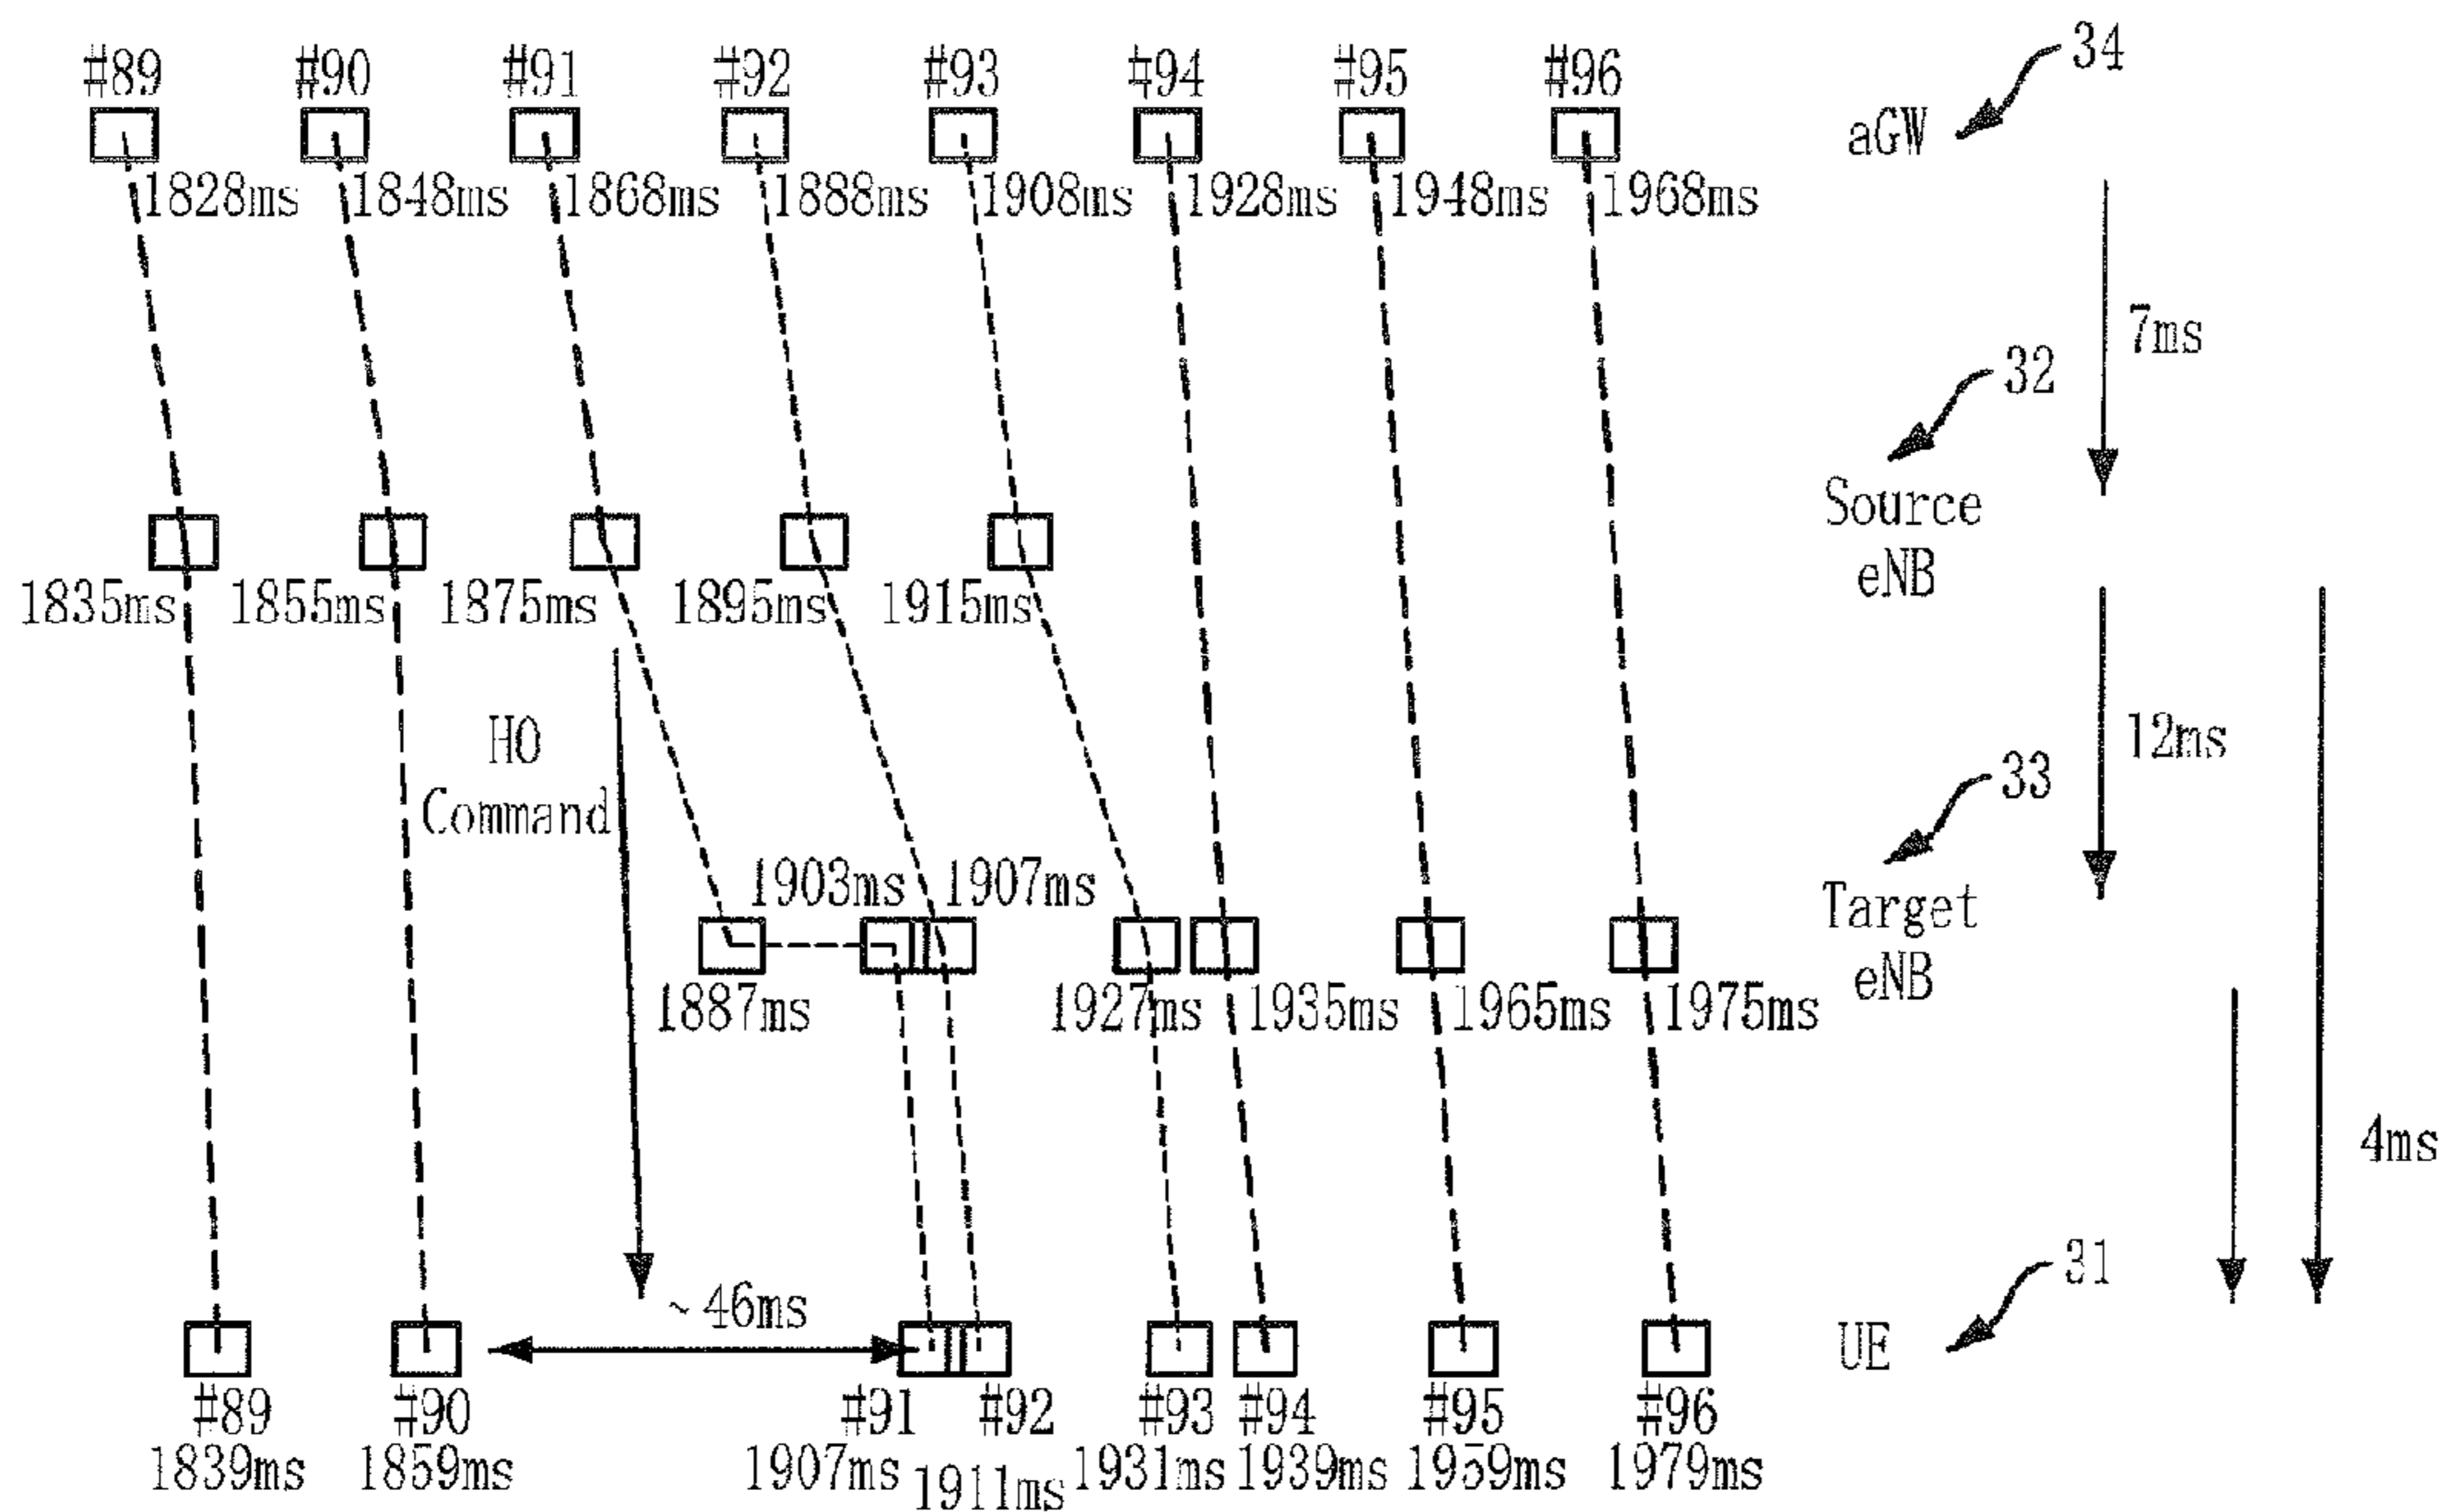 #89 #90 #91 #92 #93 #94 #95 #96 34
aGW
1828ms 1848ms 1868ms 1888ms 1908ms 1928ms 1948ms 1968ms
7ms
32
Source
eNB
1835ms 1855ms 1875ms 1895ms 1915ms
HO
Command
12ms
33
1903ms 1907ms
Target
eNB
1887ms 1927ms 1935ms 1965ms 1975ms
4ms
31
~46ms
UE
#89 #90 #91 #92 #93 #94 #95 #96
1839ms 1859ms 1907ms 1911ms 1931ms 1939ms 1959ms 1979ms